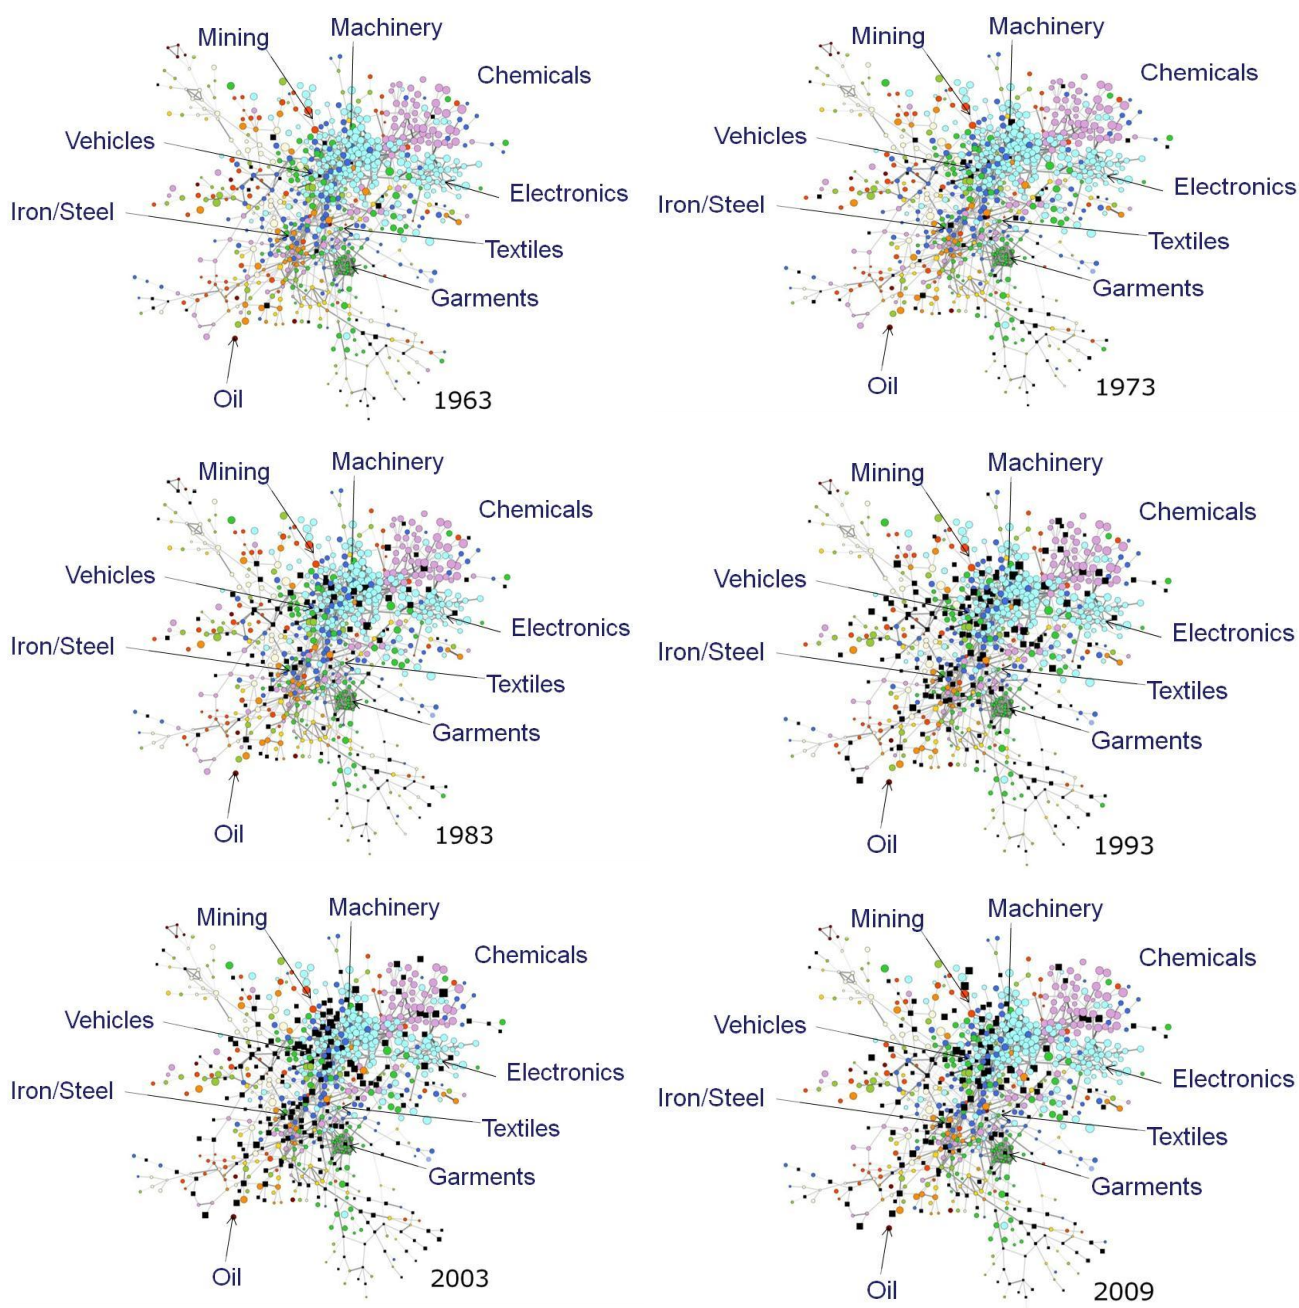 Mining
Machinery
Chemicals
Vehicles
Electronics
Iron/Steel
Textiles
Garments
Oil
1963
Mining
Machinery
Chemicals
Vehicles
Electronics
Iron/Steel
Textiles
Garments
Oil
1973
Mining
Machinery
Chemicals
Vehicles
Electronics
Iron/Steel
Textiles
Garments
Oil
1983
Mining
Machinery
Chemicals
Vehicles
Electronics
Iron/Steel
Textiles
Garments
Oil
1993
Mining
Machinery
Chemicals
Vehicles
Electronics
Iron/Steel
Textiles
Garments
Oil
2003
Mining
Machinery
Chemicals
Vehicles
Electronics
Iron/Steel
Textiles
Garments
Oil
2009